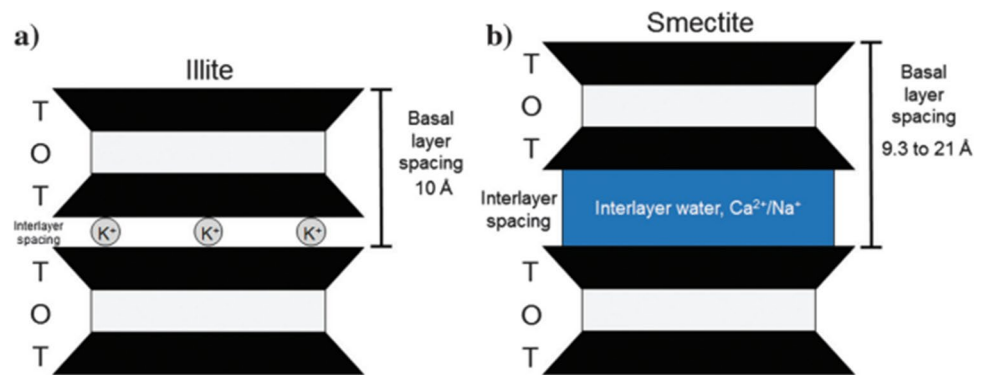 a)
Illite
T
O
T
Interlayer
spacing
K⁺ K⁺ K⁺
T
O
T
Basal
layer
spacing
10 Å
b)
Smectite
T
O
T
Interlayer
spacing
Interlayer water, Ca²⁺/Na⁺
T
O
T
Basal
layer
spacing
9.3 to 21 Å